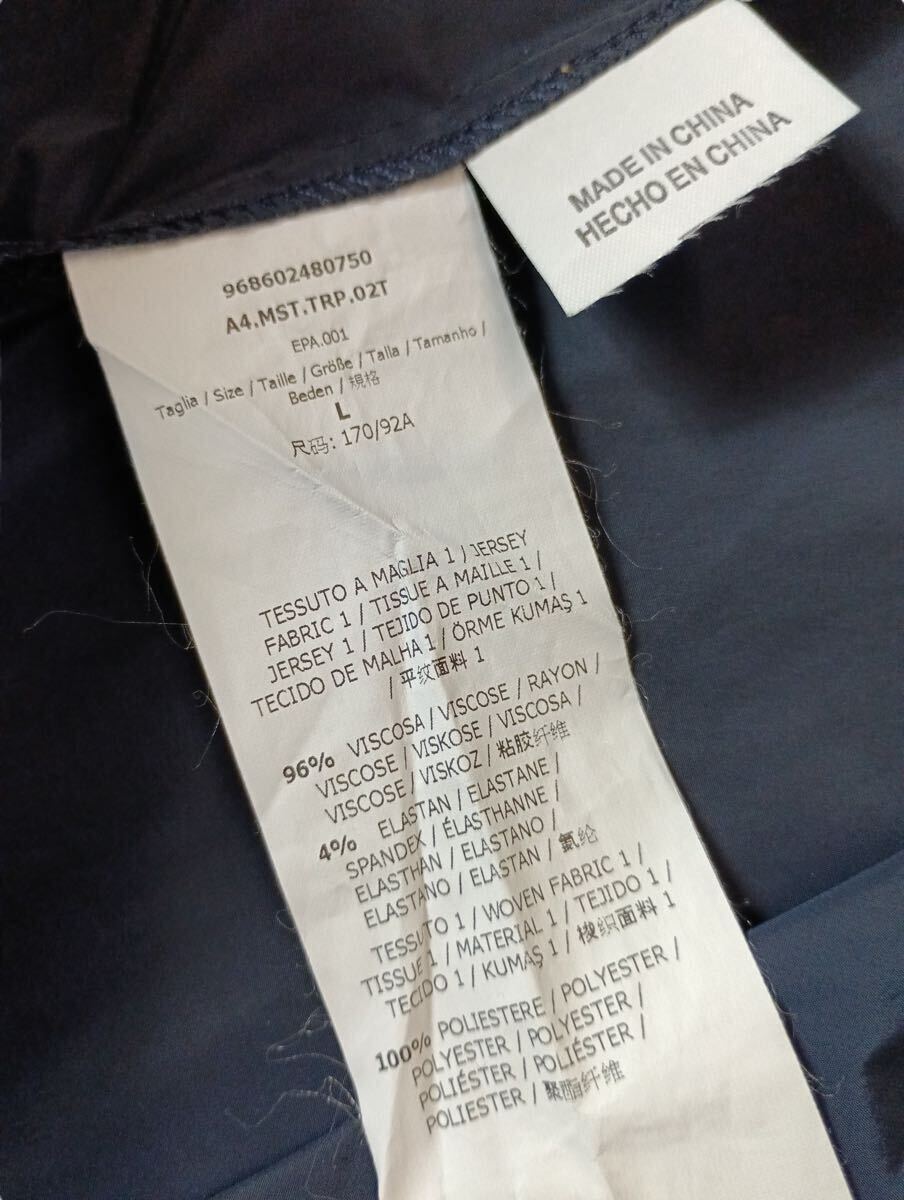 MADE IN CHINA
HECHO EN CHINA
968602480750
A4.MST.TRP.02T
EPA.001
Taglia / Size / Taille / Größe / Talla / Tamanho /
Beden / 規格
L
尺码: 170/92A
TESSUTO A MAGLIA 1 / JERSEY
FABRIC 1 / TISSUE A MAILLE 1 /
JERSEY 1 / TEJIDO DE PUNTO 1 /
TECIDO DE MALHA 1 / ÖRME KUMAŞ 1
/ 平纹面料 1
96% VISCOSA / VISCOSE / RAYON /
VISCOSE / VISKOSE / VISCOSA /
VISCOSE / VISKOZ / 粘胶纤维
4% ELASTAN / ELASTANE /
SPANDEX / ÉLASTHANNE /
ELASTHAN / ELASTANO /
ELASTANO / ELASTAN / 氨纶
TESSUTO 1 / WOVEN FABRIC 1 /
TISSUE 1 / MATERIAL 1 / TEJIDO 1 /
TECIDO 1 / KUMAŞ 1 / 梭织面料 1
100% POLIESTERE / POLYESTER /
POLYESTER / POLYESTER /
POLIÉSTER / POLIÉSTER /
POLIESTER / 聚酯纤维